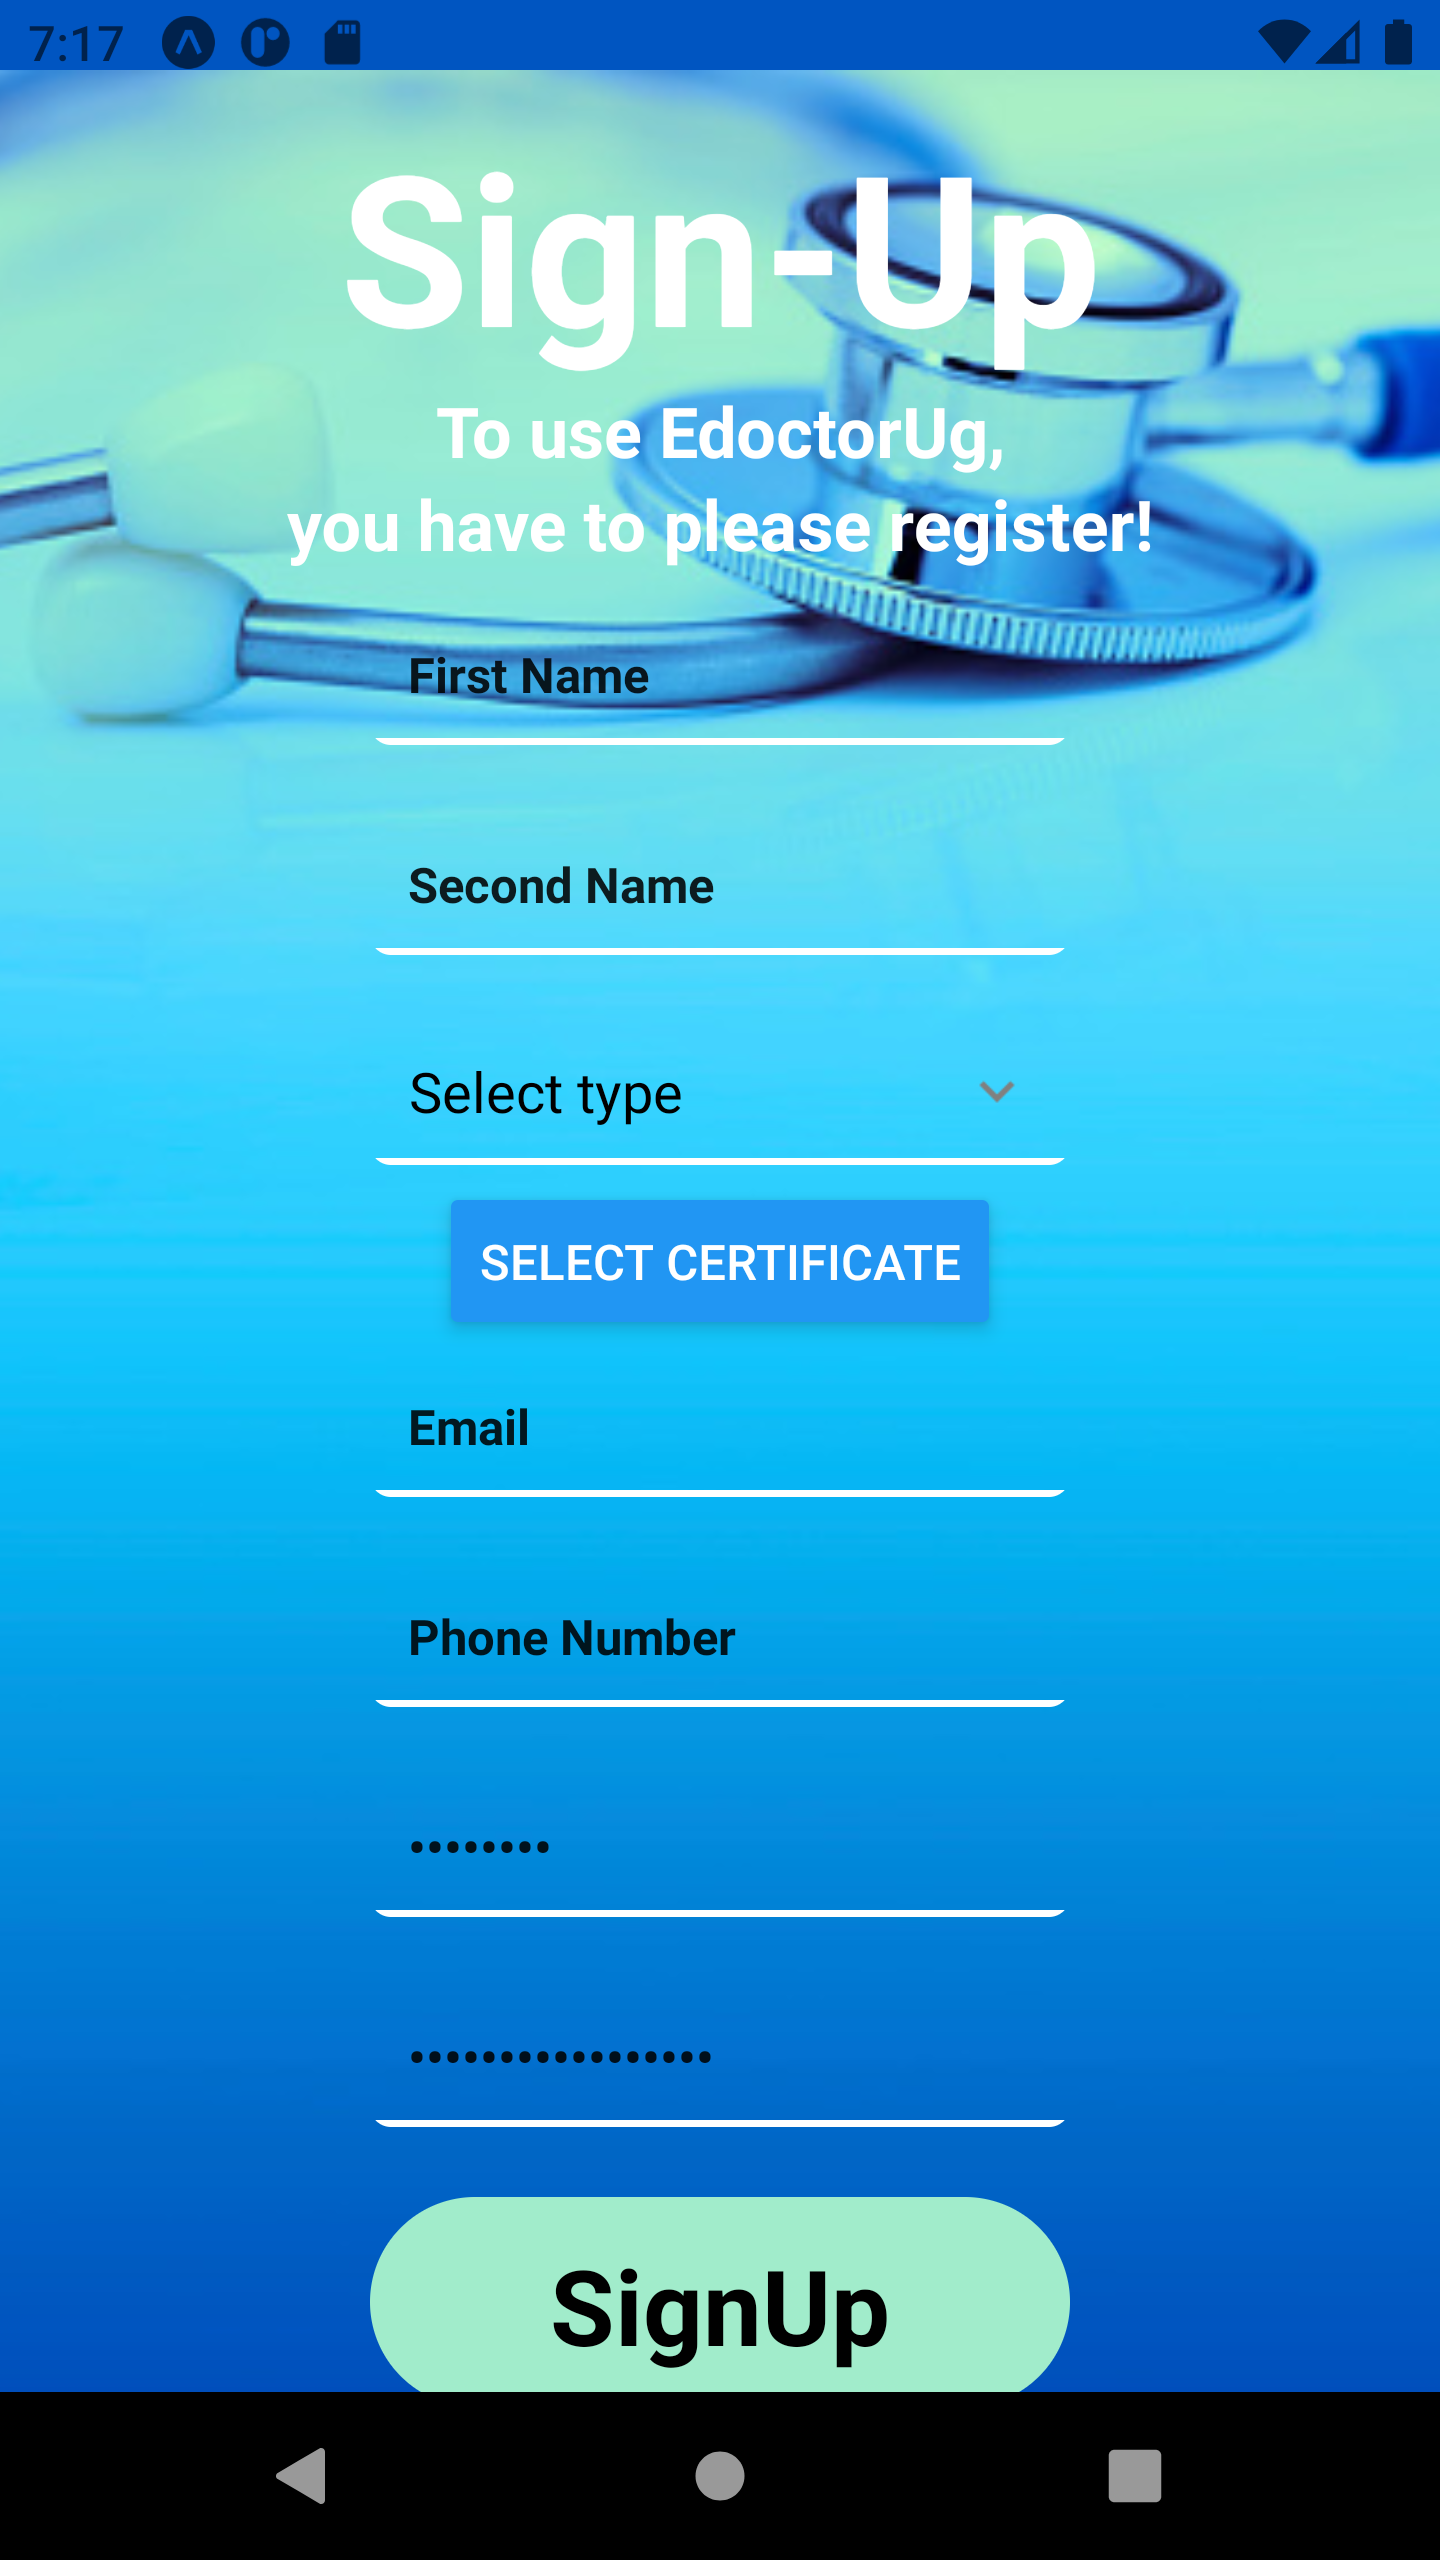 7:17
Sign-Up
To use EdoctorUg,
you have to please register!
First Name
Second Name
Select type
SELECT CERTIFICATE
Email
Phone Number
••••••••
•••••••••••••••••
SignUp